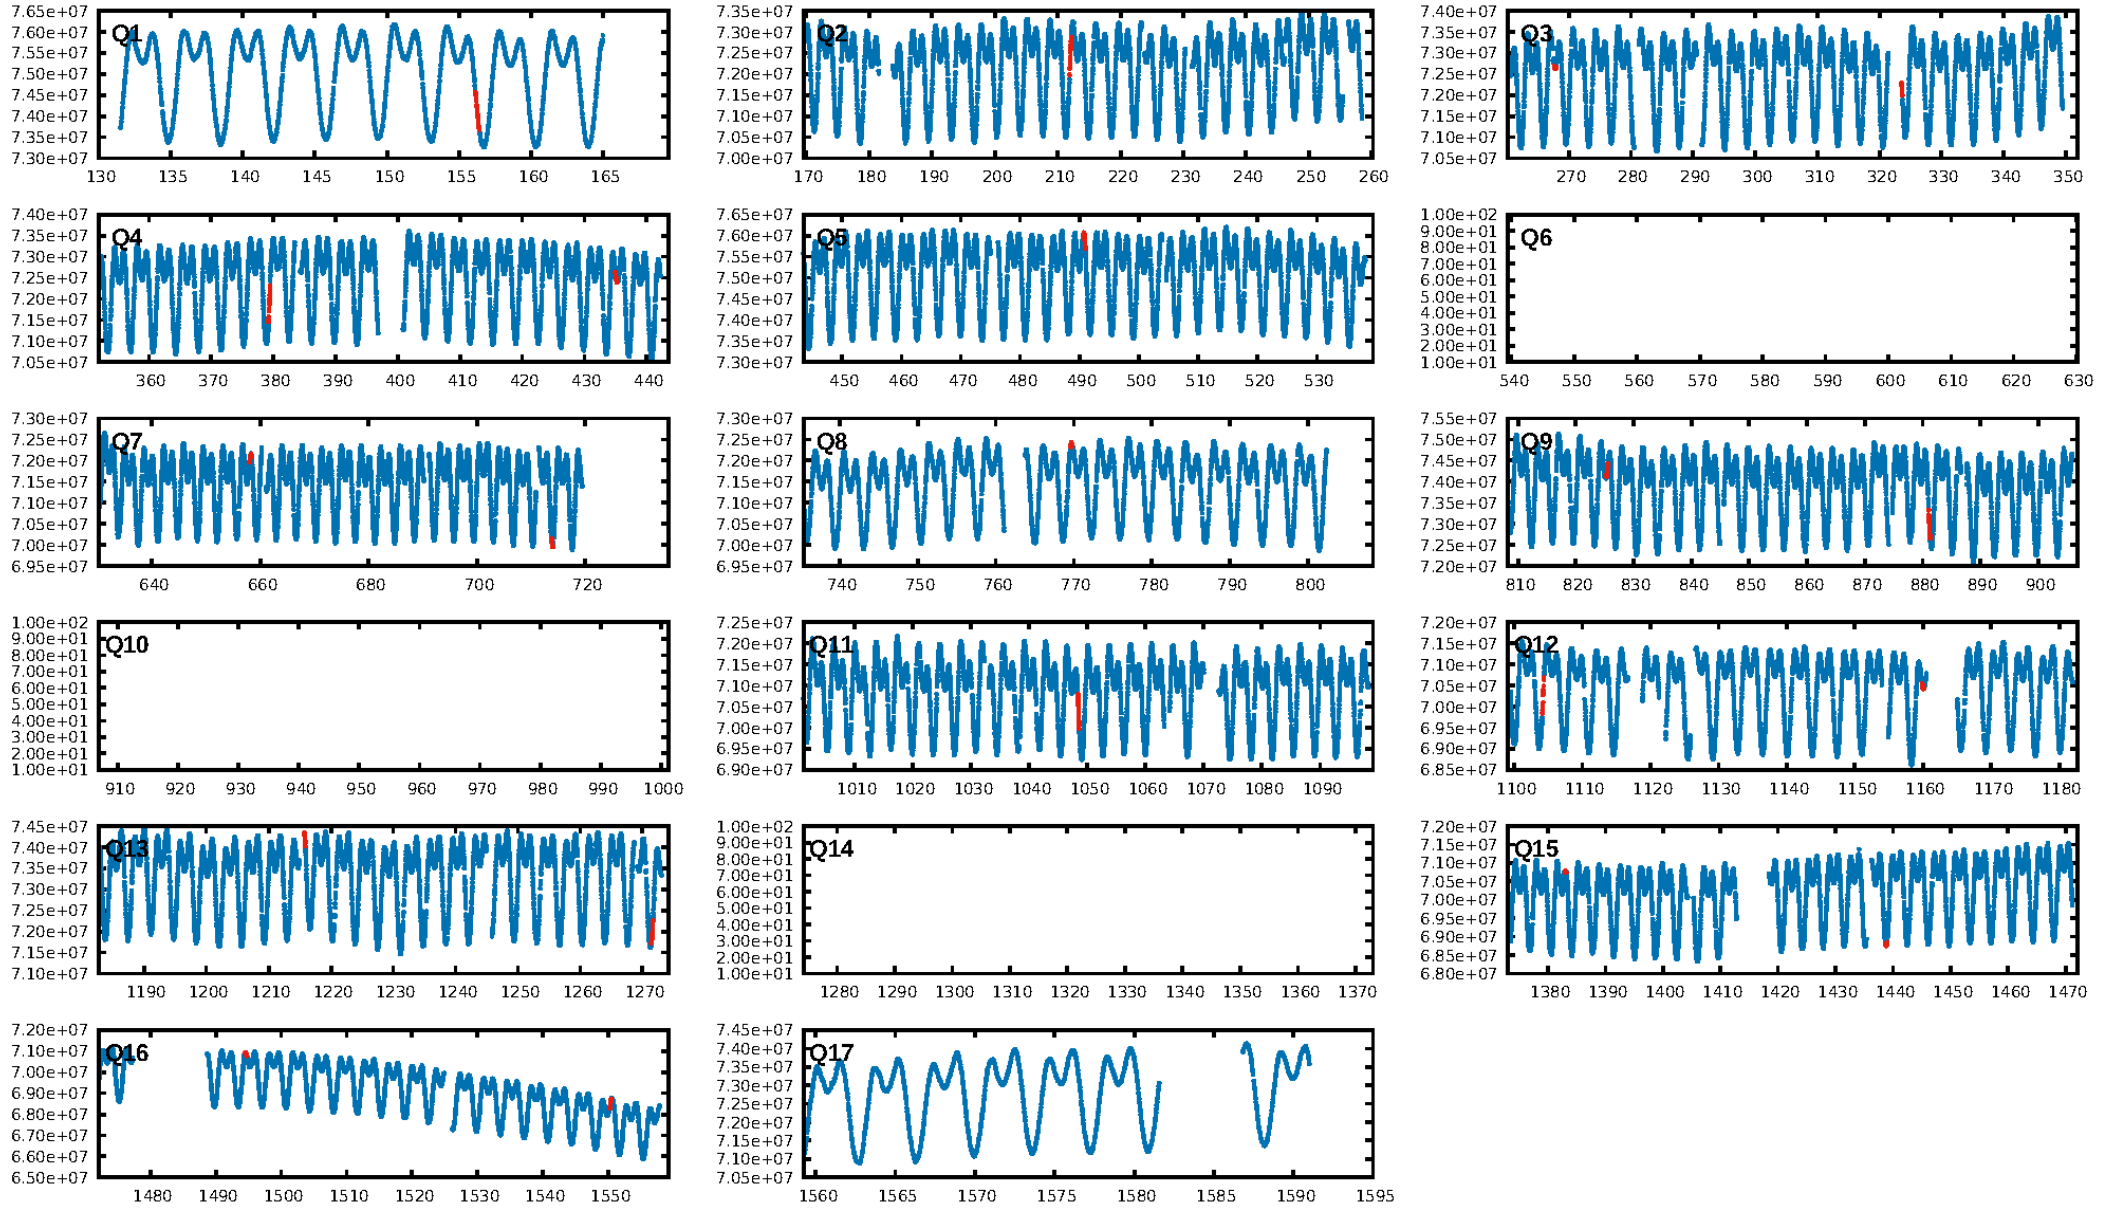 7.65e+07 7.60e+07 7.55e+07 7.50e+07 7.45e+07 7.40e+07 7.35e+07 7.30e+07
Q1
130 135 140 145 150 155 160 165
7.35e+07 7.30e+07 7.25e+07 7.20e+07 7.15e+07 7.10e+07 7.05e+07 7.00e+07
Q2
170 180 190 200 210 220 230 240 250 260
7.40e+07 7.35e+07 7.30e+07 7.25e+07 7.20e+07 7.15e+07 7.10e+07 7.05e+07
Q3
270 280 290 300 310 320 330 340 350
7.40e+07 7.35e+07 7.30e+07 7.25e+07 7.20e+07 7.15e+07 7.10e+07 7.05e+07
Q4
360 370 380 390 400 410 420 430 440
7.65e+07 7.60e+07 7.55e+07 7.50e+07 7.45e+07 7.40e+07 7.35e+07 7.30e+07
Q5
450 460 470 480 490 500 510 520 530
1.00e+02 9.00e+01 8.00e+01 7.00e+01 6.00e+01 5.00e+01 4.00e+01 3.00e+01 2.00e+01 1.00e+01
Q6
540 550 560 570 580 590 600 610 620 630
7.30e+07 7.25e+07 7.20e+07 7.15e+07 7.10e+07 7.05e+07 7.00e+07 6.95e+07
Q7
640 660 680 700 720
7.30e+07 7.25e+07 7.20e+07 7.15e+07 7.10e+07 7.05e+07 7.00e+07 6.95e+07
Q8
740 750 760 770 780 790 800
7.55e+07 7.50e+07 7.45e+07 7.40e+07 7.35e+07 7.30e+07 7.25e+07 7.20e+07
Q9
810 820 830 840 850 860 870 880 890 900
1.00e+02 9.00e+01 8.00e+01 7.00e+01 6.00e+01 5.00e+01 4.00e+01 3.00e+01 2.00e+01 1.00e+01
Q10
910 920 930 940 950 960 970 980 990 1000
7.25e+07 7.20e+07 7.15e+07 7.10e+07 7.05e+07 7.00e+07 6.95e+07 6.90e+07
Q11
1010 1020 1030 1040 1050 1060 1070 1080 1090
7.20e+07 7.15e+07 7.10e+07 7.05e+07 7.00e+07 6.95e+07 6.90e+07 6.85e+07
Q12
1100 1110 1120 1130 1140 1150 1160 1170 1180
7.45e+07 7.40e+07 7.35e+07 7.30e+07 7.25e+07 7.20e+07 7.15e+07 7.10e+07
Q13
1190 1200 1210 1220 1230 1240 1250 1260 1270
1.00e+02 9.00e+01 8.00e+01 7.00e+01 6.00e+01 5.00e+01 4.00e+01 3.00e+01 2.00e+01 1.00e+01
Q14
1280 1290 1300 1310 1320 1330 1340 1350 1360 1370
7.20e+07 7.15e+07 7.10e+07 7.05e+07 7.00e+07 6.95e+07 6.90e+07 6.85e+07 6.80e+07
Q15
1380 1390 1400 1410 1420 1430 1440 1450 1460 1470
7.20e+07 7.10e+07 7.00e+07 6.90e+07 6.80e+07 6.70e+07 6.60e+07 6.50e+07
Q16
1480 1490 1500 1510 1520 1530 1540 1550
7.45e+07 7.40e+07 7.35e+07 7.30e+07 7.25e+07 7.20e+07 7.15e+07 7.10e+07 7.05e+07
Q17
1560 1565 1570 1575 1580 1585 1590 1595